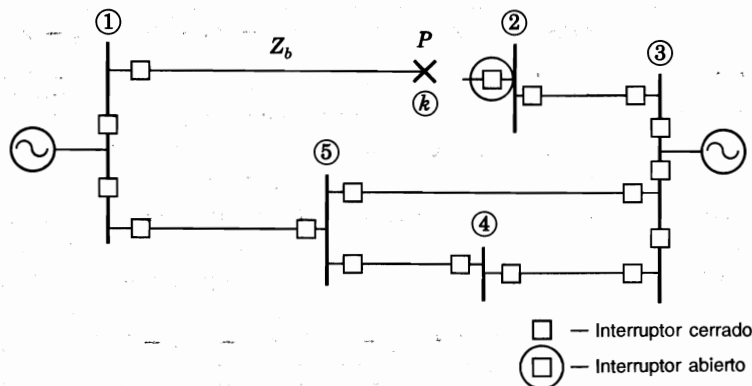 ①
Z_b
P
ⓚ
②
③
⑤
④
— Interruptor cerrado
— Interruptor abierto